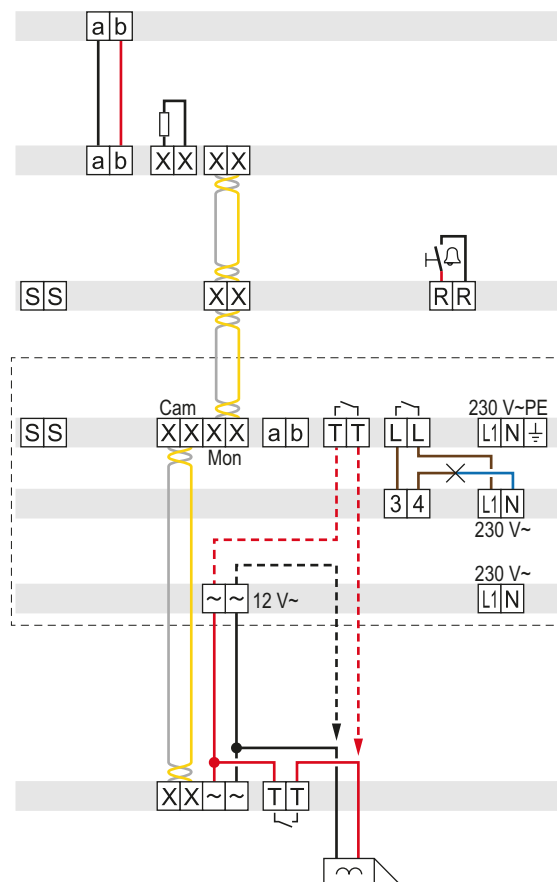 a b
a b X X X X
S S X X R R
Cam 230 V~PE
S S X X X X a b T T L L L1 N
Mon
3 4 L1 N
230 V~
230 V~
~ ~ 12 V~ L1 N
X X ~ ~ T T